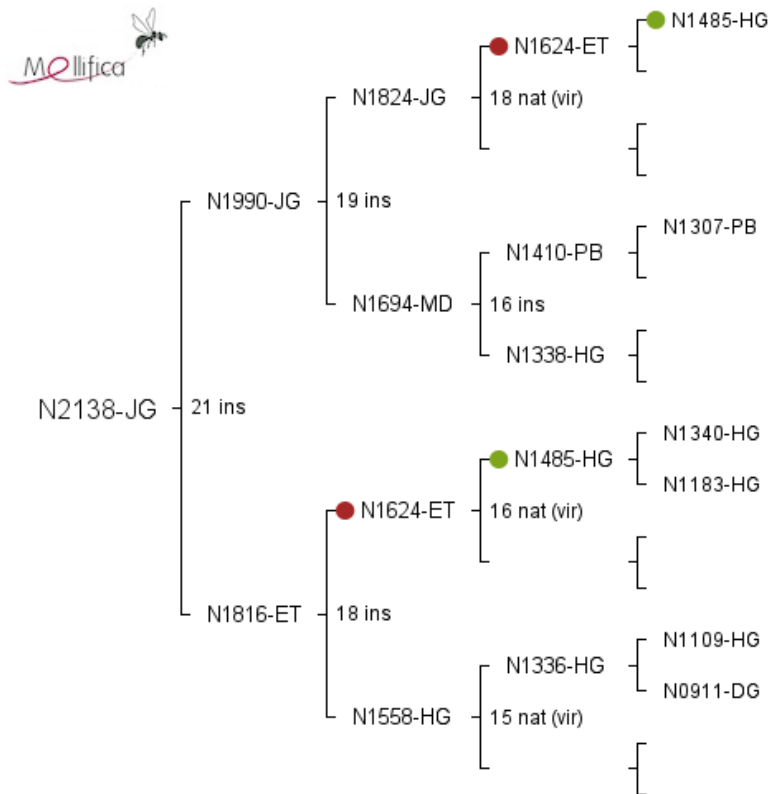 Mellifica
N1485-HG
N1624-ET
N1824-JG
18 nat (vir)
N1990-JG
19 ins
N1307-PB
N1410-PB
N1694-MD
16 ins
N1338-HG
N2138-JG
21 ins
N1340-HG
N1485-HG
N1183-HG
N1624-ET
16 nat (vir)
N1816-ET
18 ins
N1109-HG
N1336-HG
N0911-DG
N1558-HG
15 nat (vir)